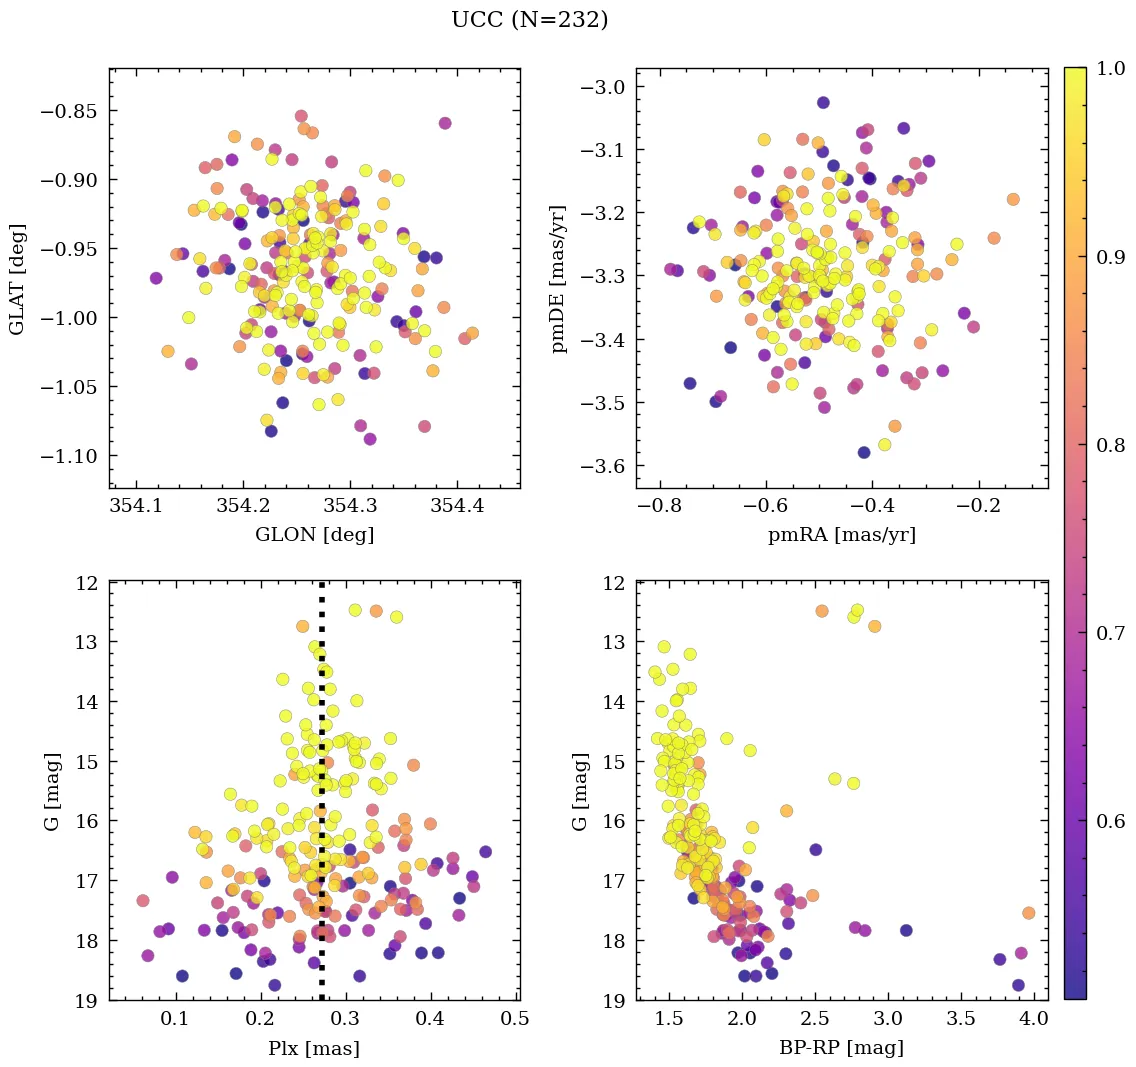 UCC (N=232)
−0.85
−0.90
−0.95
−1.00
−1.05
−1.10
GLAT [deg]
354.1 354.2 354.3 354.4
GLON [deg]
−3.0
−3.1
−3.2
−3.3
−3.4
−3.5
−3.6
pmDE [mas/yr]
−0.8 −0.6 −0.4 −0.2
pmRA [mas/yr]
1.0
0.9
0.8
0.7
0.6
12
13
14
15
16
17
18
19
G [mag]
0.1 0.2 0.3 0.4 0.5
Plx [mas]
12
13
14
15
16
17
18
19
G [mag]
1.5 2.0 2.5 3.0 3.5 4.0
BP-RP [mag]